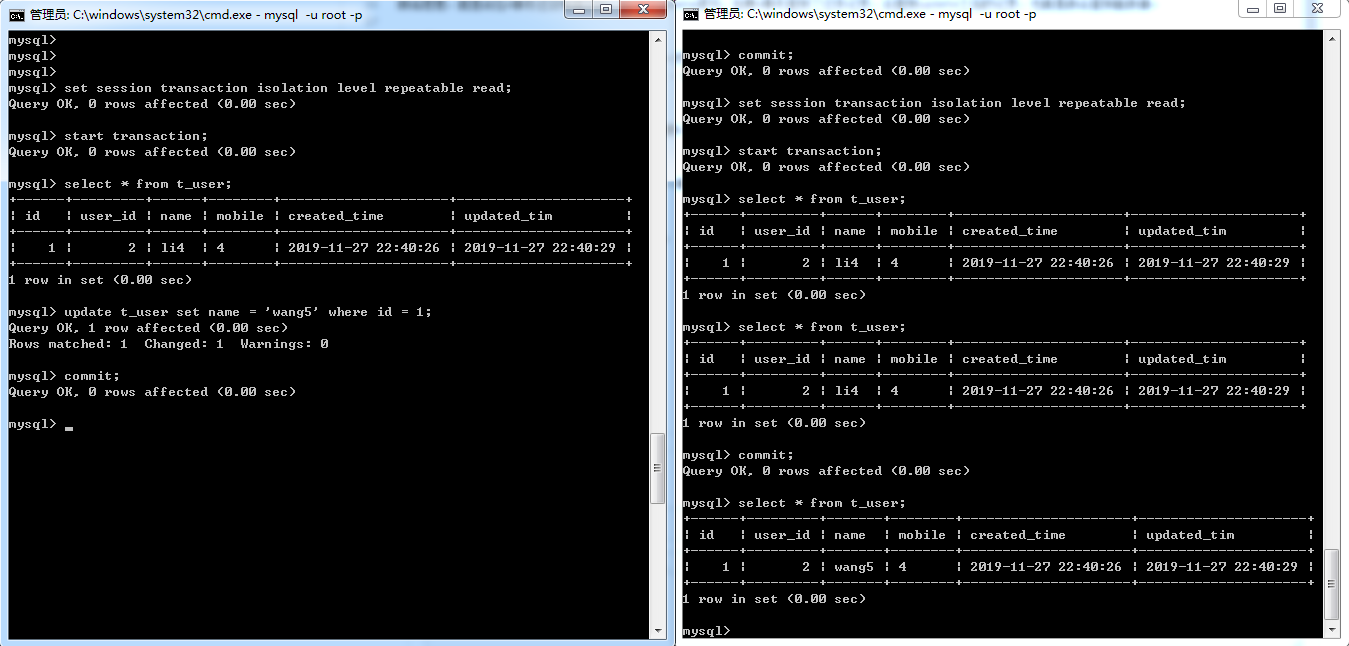 管理员: C:\windows\system32\cmd.exe - mysql  -u root -p
mysql>
mysql>
mysql>
mysql> set session transaction isolation level repeatable read;
Query OK, 0 rows affected (0.00 sec)
mysql> start transaction;
Query OK, 0 rows affected (0.00 sec)
mysql> select * from t_user;
+------+---------+------+--------+---------------------+---------------------+
| id   | user_id | name | mobile | created_time        | updated_tim         |
+------+---------+------+--------+---------------------+---------------------+
|    1 |       2 | li4  | 4      | 2019-11-27 22:40:26 | 2019-11-27 22:40:29 |
+------+---------+------+--------+---------------------+---------------------+
1 row in set (0.00 sec)
mysql> update t_user set name = 'wang5' where id = 1;
Query OK, 1 row affected (0.00 sec)
Rows matched: 1  Changed: 1  Warnings: 0
mysql> commit;
Query OK, 0 rows affected (0.00 sec)
mysql>
管理员: C:\windows\system32\cmd.exe - mysql  -u root -p
mysql> commit;
Query OK, 0 rows affected (0.00 sec)
mysql> set session transaction isolation level repeatable read;
Query OK, 0 rows affected (0.00 sec)
mysql> start transaction;
Query OK, 0 rows affected (0.00 sec)
mysql> select * from t_user;
+------+---------+------+--------+---------------------+---------------------+
| id   | user_id | name | mobile | created_time        | updated_tim         |
+------+---------+------+--------+---------------------+---------------------+
|    1 |       2 | li4  | 4      | 2019-11-27 22:40:26 | 2019-11-27 22:40:29 |
+------+---------+------+--------+---------------------+---------------------+
1 row in set (0.00 sec)
mysql> select * from t_user;
+------+---------+------+--------+---------------------+---------------------+
| id   | user_id | name | mobile | created_time        | updated_tim         |
+------+---------+------+--------+---------------------+---------------------+
|    1 |       2 | li4  | 4      | 2019-11-27 22:40:26 | 2019-11-27 22:40:29 |
+------+---------+------+--------+---------------------+---------------------+
1 row in set (0.00 sec)
mysql> commit;
Query OK, 0 rows affected (0.00 sec)
mysql> select * from t_user;
+------+---------+-------+--------+---------------------+---------------------+
| id   | user_id | name  | mobile | created_time        | updated_tim         |
+------+---------+-------+--------+---------------------+---------------------+
|    1 |       2 | wang5 | 4      | 2019-11-27 22:40:26 | 2019-11-27 22:40:29 |
+------+---------+-------+--------+---------------------+---------------------+
1 row in set (0.00 sec)
mysql>